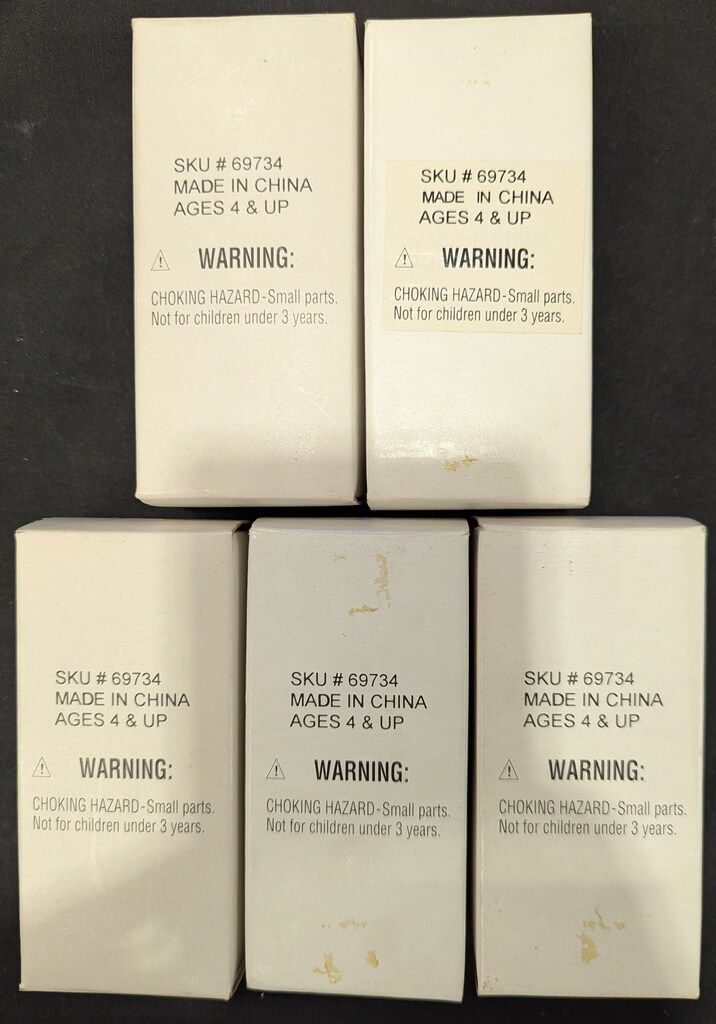 SKU # 69734
MADE IN CHINA
AGES 4 & UP
WARNING:
CHOKING HAZARD-Small parts.
Not for children under 3 years.
SKU # 69734
MADE IN CHINA
AGES 4 & UP
WARNING:
CHOKING HAZARD-Small parts.
Not for children under 3 years.
SKU # 69734
MADE IN CHINA
AGES 4 & UP
WARNING:
CHOKING HAZARD-Small parts.
Not for children under 3 years.
SKU # 69734
MADE IN CHINA
AGES 4 & UP
WARNING:
CHOKING HAZARD-Small parts.
Not for children under 3 years.
SKU # 69734
MADE IN CHINA
AGES 4 & UP
WARNING:
CHOKING HAZARD-Small parts.
Not for children under 3 years.